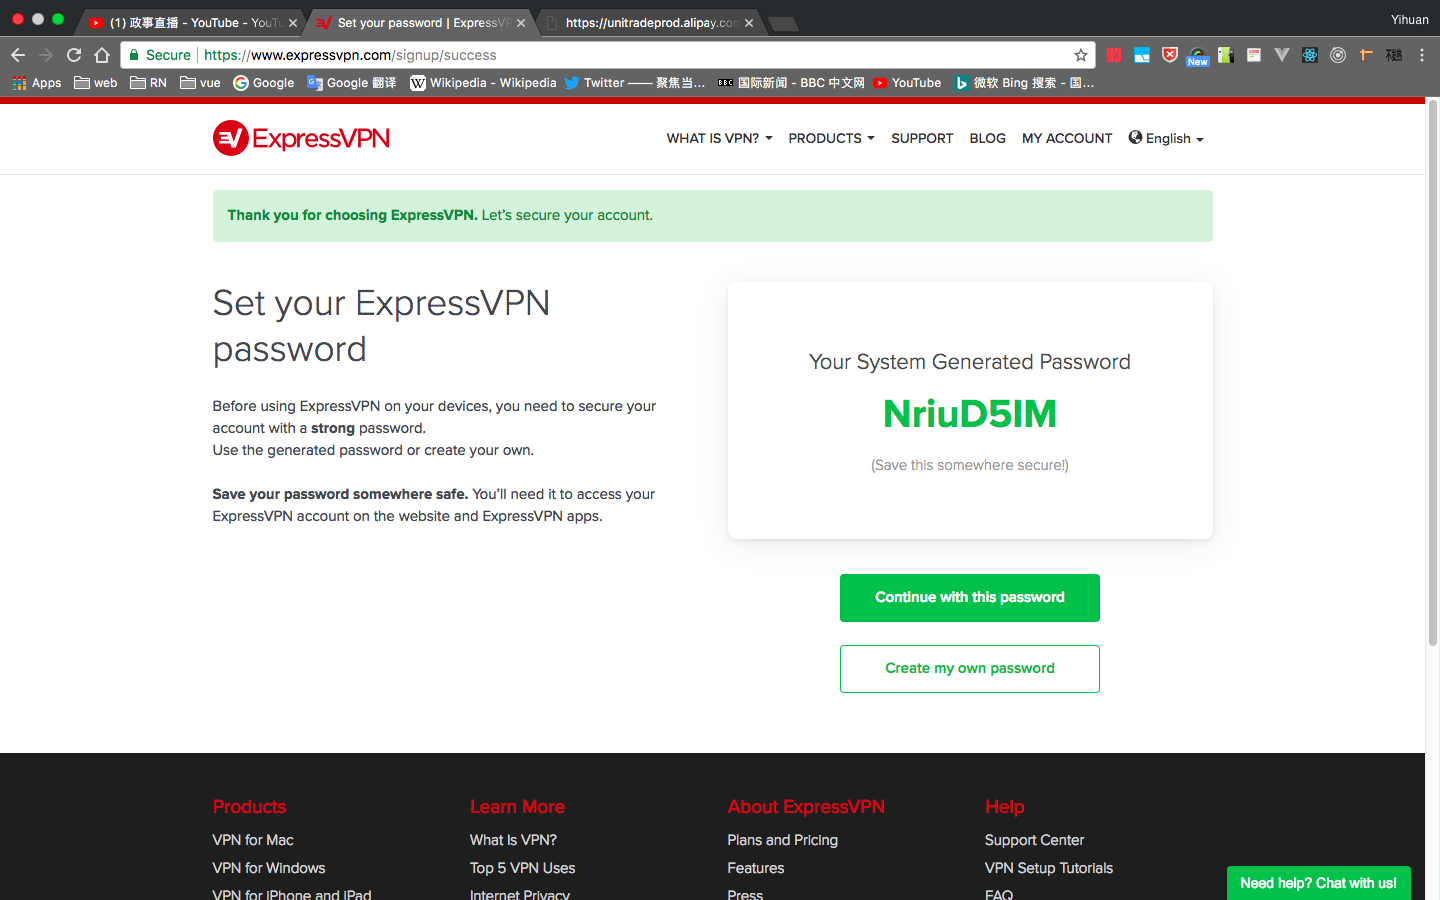 (1) 政事直播 - YouTube - YouT
Set your password | ExpressVP
https://unitradeprod.alipay.com
Yihuan
Secure
https://www.expressvpn.com/signup/success
New
Apps
web
RN
vue
Google
Google 翻译
Wikipedia - Wikipedia
Twitter —— 聚焦当...
BBC 国际新闻 - BBC 中文网
YouTube
微软 Bing 搜索 - 国...
ExpressVPN
WHAT IS VPN?
PRODUCTS
SUPPORT
BLOG
MY ACCOUNT
English
Thank you for choosing ExpressVPN. Let's secure your account.
Set your ExpressVPN
password
Before using ExpressVPN on your devices, you need to secure your
account with a strong password.
Use the generated password or create your own.
Save your password somewhere safe. You'll need it to access your
ExpressVPN account on the website and ExpressVPN apps.
Your System Generated Password
NriuD5IM
(Save this somewhere secure!)
Continue with this password
Create my own password
Products
VPN for Mac
VPN for Windows
VPN for iPhone and iPad
Learn More
What Is VPN?
Top 5 VPN Uses
Internet Privacy
About ExpressVPN
Plans and Pricing
Features
Press
Help
Support Center
VPN Setup Tutorials
FAQ
Need help? Chat with us!